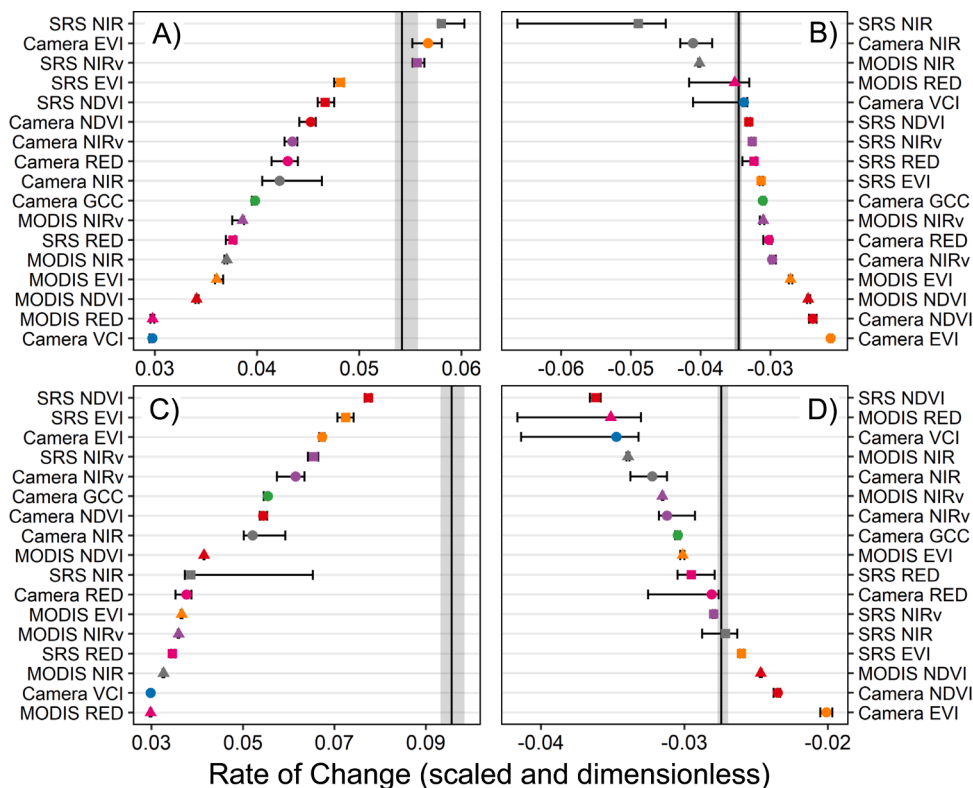 A)
SRS NIR
Camera EVI
SRS NIRv
SRS EVI
SRS NDVI
Camera NDVI
Camera NIRv
Camera RED
Camera NIR
Camera GCC
MODIS NIRv
SRS RED
MODIS NIR
MODIS EVI
MODIS NDVI
MODIS RED
Camera VCI
0.03 0.04 0.05 0.06
B)
SRS NIR
Camera NIR
MODIS NIR
MODIS RED
Camera VCI
SRS NDVI
SRS NIRv
SRS RED
SRS EVI
Camera GCC
MODIS NIRv
Camera RED
Camera NIRv
MODIS EVI
MODIS NDVI
Camera NDVI
Camera EVI
-0.06 -0.05 -0.04 -0.03
C)
SRS NDVI
SRS EVI
Camera EVI
SRS NIRv
Camera NIRv
Camera GCC
Camera NDVI
Camera NIR
MODIS NDVI
SRS NIR
Camera RED
MODIS EVI
MODIS NIRv
SRS RED
MODIS NIR
Camera VCI
MODIS RED
0.03 0.05 0.07 0.09
D)
SRS NDVI
MODIS RED
Camera VCI
MODIS NIR
Camera NIR
MODIS NIRv
Camera NIRv
Camera GCC
MODIS EVI
SRS RED
Camera RED
SRS NIRv
SRS NIR
SRS EVI
MODIS NDVI
Camera NDVI
Camera EVI
-0.04 -0.03 -0.02
Rate of Change (scaled and dimensionless)